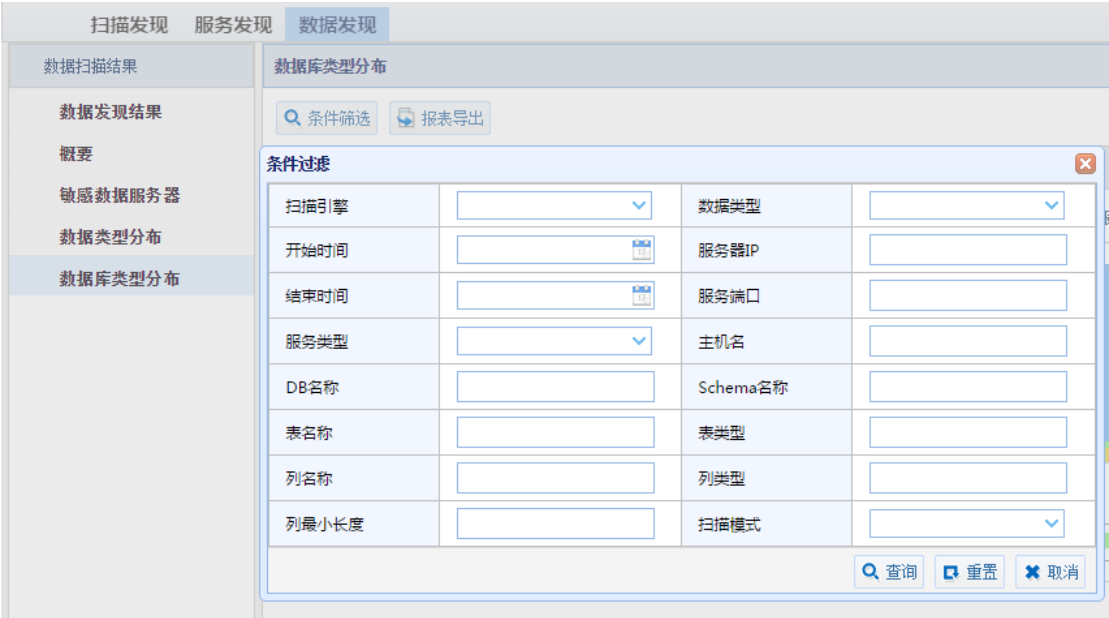 扫描发现 服务发现 数据发现
数据扫描结果
数据发现结果
概要
敏感数据服务器
数据类型分布
数据库类型分布
数据库类型分布
条件筛选 报表导出
条件过滤
扫描引擎 数据类型
开始时间 服务器IP
结束时间 服务端口
服务类型 主机名
DB名称 Schema名称
表名称 表类型
列名称 列类型
列最小长度 扫描模式
查询 重置 取消